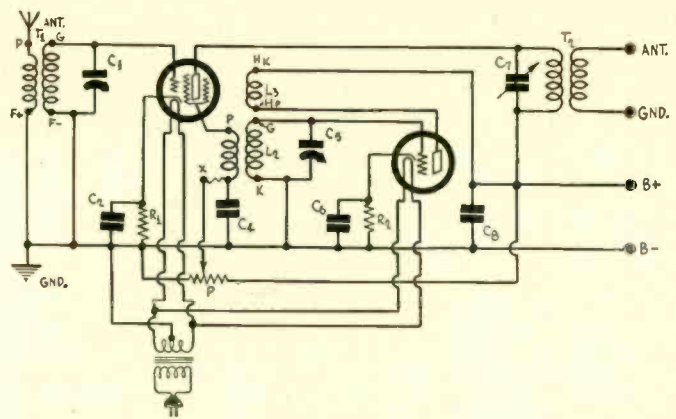 ANT.
T1
P
G
C1
F+
F-
C2
R1
GND.
P
X
C4
P
HK
L3
HP
G
L2
K
C5
C6
R2
C7
T2
ANT.
GND.
B+
C8
B-